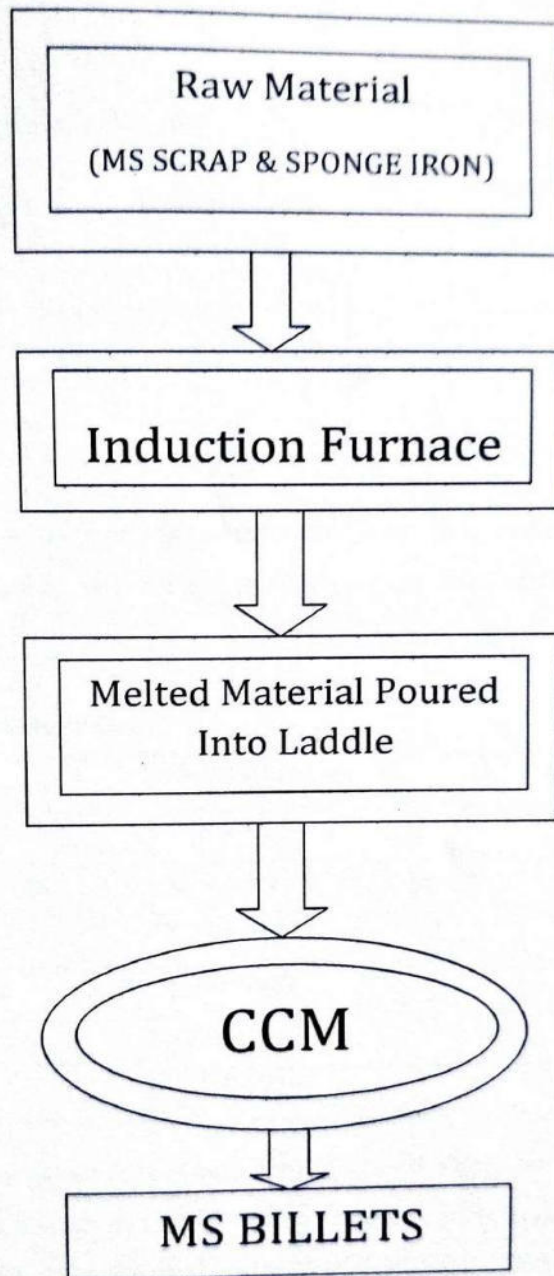 Raw Material
(MS SCRAP & SPONGE IRON)
Induction Furnace
Melted Material Poured
Into Laddle
CCM
MS BILLETS